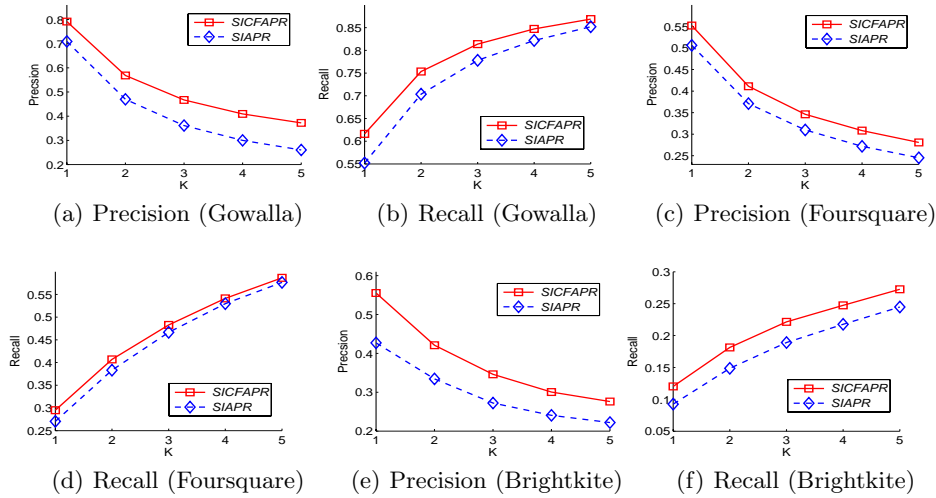 0.8
0.7
0.6
0.5
0.4
0.3
0.2
Precsion
1 2 3 4 5
K
SICFAPR
SIAPR
(a) Precision (Gowalla)
0.85
0.8
0.75
0.7
0.65
0.6
0.55
Recall
1 2 3 4 5
K
SICFAPR
SIAPR
(b) Recall (Gowalla)
0.55
0.5
0.45
0.4
0.35
0.3
0.25
Precsion
1 2 3 4 5
K
SICFAPR
SIAPR
(c) Precision (Foursquare)
0.55
0.5
0.45
0.4
0.35
0.3
0.25
Recall
1 2 3 4 5
K
SICFAPR
SIAPR
(d) Recall (Foursquare)
0.6
0.5
0.4
0.3
0.2
Precsion
1 2 3 4 5
K
SICFAPR
SIAPR
(e) Precision (Brightkite)
0.3
0.25
0.2
0.15
0.1
0.05
Recall
1 2 3 4 5
K
SICFAPR
SIAPR
(f) Recall (Brightkite)